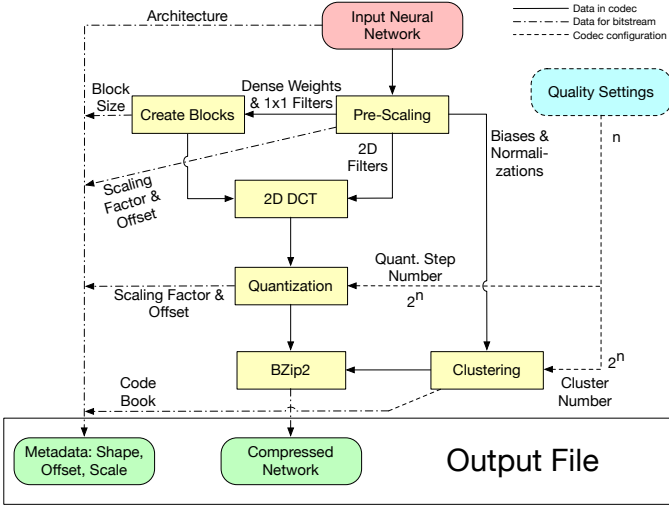 Architecture
Input Neural
Network
Data in codec
Data for bitstream
Codec configuration
Block
Size
Dense Weights
& 1x1 Filters
Create Blocks
Pre-Scaling
Quality Settings
2D
Filters
Biases &
Normali-
zations
n
Scaling
Factor &
Offset
2D DCT
Quant. Step
Number
2^n
Scaling Factor &
Offset
Quantization
BZip2
Clustering
2^n
Cluster
Number
Code
Book
Metadata: Shape,
Offset, Scale
Compressed
Network
Output File